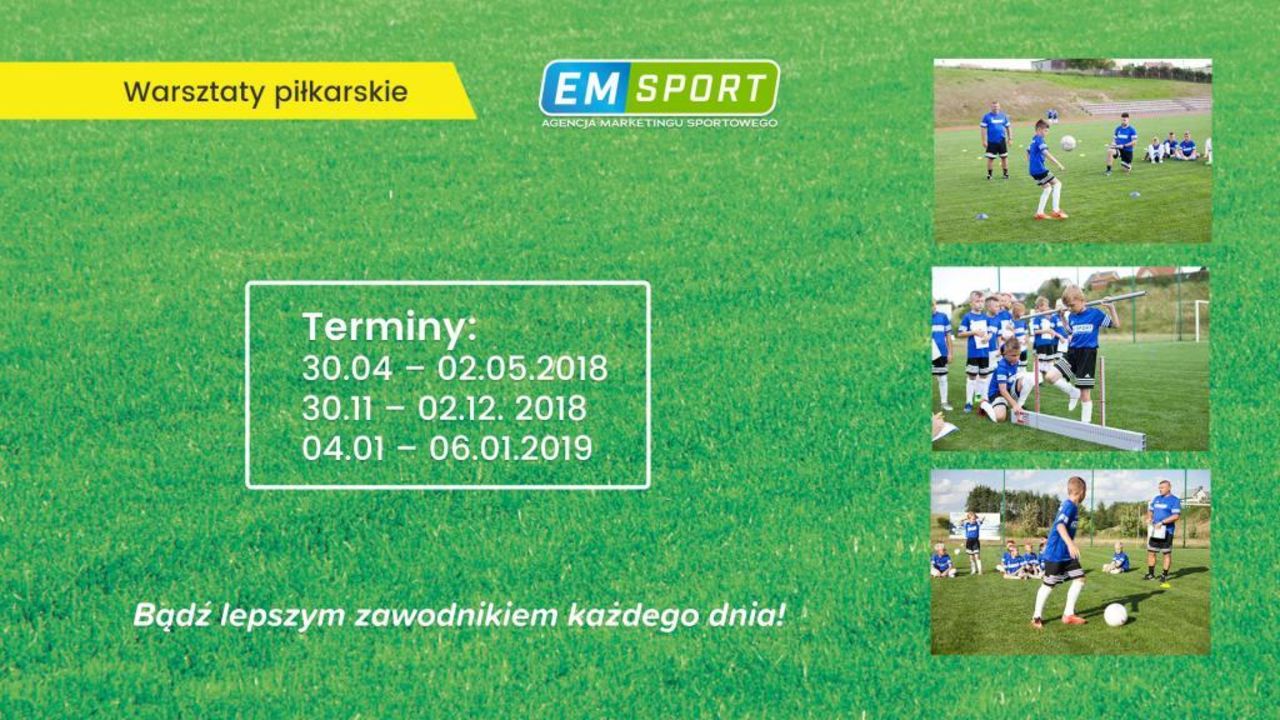 Warsztaty piłkarskie
EM SPORT
AGENCJA MARKETINGU SPORTOWEGO
Terminy:
30.04 – 02.05.2018
30.11 – 02.12. 2018
04.01 – 06.01.2019
Bądź lepszym zawodnikiem każdego dnia!